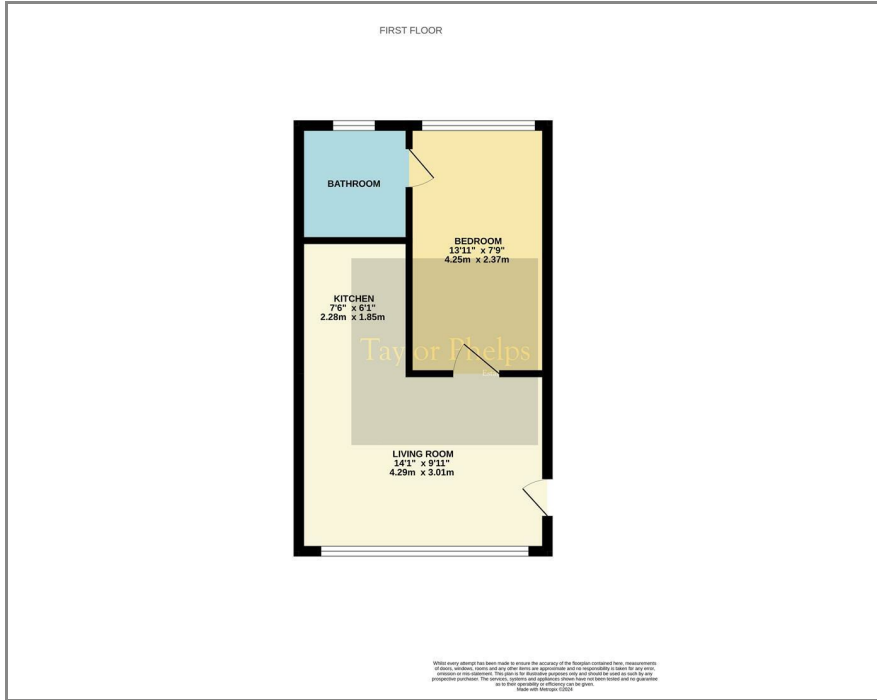 FIRST FLOOR
BATHROOM
BEDROOM
13'11" x 7'9"
4.25m x 2.37m
KITCHEN
7'6" x 6'1"
2.28m x 1.85m
Taylor Phelps
LIVING ROOM
14'1" x 9'11"
4.29m x 3.01m
Whilst every attempt has been made to ensure the accuracy of the floorplan contained here, measurements
of doors, windows, rooms and any other items are approximate and no responsibility is taken for any error,
omission or mis-statement. This plan is for illustrative purposes only and should be used as such by any
prospective purchaser. The services, systems and appliances shown have not been tested and no guarantee
as to their operability or efficiency can be given.
Made with Metropix ©2024